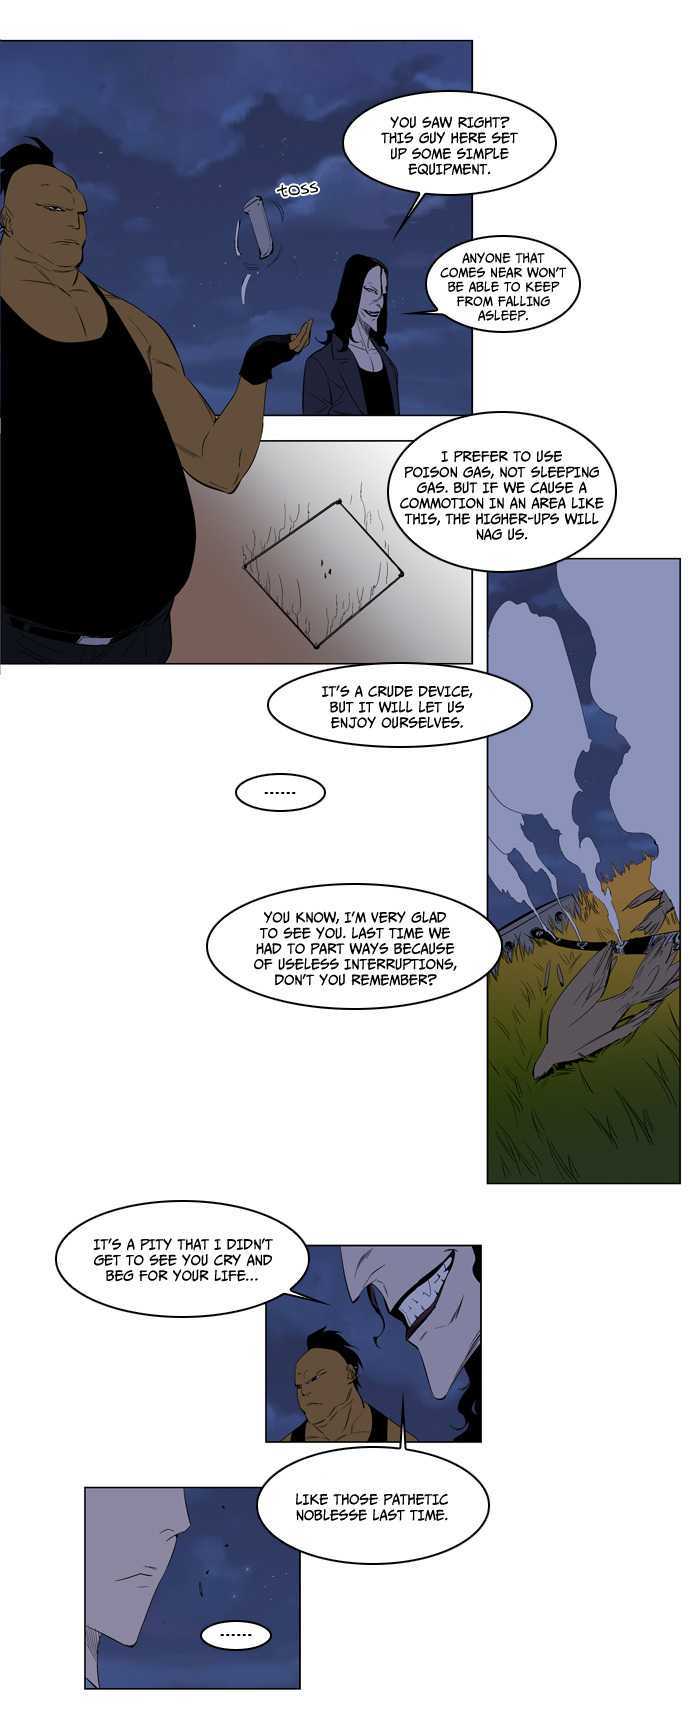 YOU SAW RIGHT?
THIS GUY HERE SET
UP SOME SIMPLE
EQUIPMENT.
toss
ANYONE THAT
COMES NEAR WON'T
BE ABLE TO KEEP
FROM FALLING
ASLEEP.
I PREFER TO USE
POISON GAS, NOT SLEEPING
GAS. BUT IF WE CAUSE A
COMMOTION IN AN AREA LIKE
THIS, THE HIGHER-UPS WILL
NAG US.
IT'S A CRUDE DEVICE,
BUT IT WILL LET US
ENJOY OURSELVES.
------
YOU KNOW, I'M VERY GLAD
TO SEE YOU. LAST TIME WE
HAD TO PART WAYS BECAUSE
OF USELESS INTERRUPTIONS,
DON'T YOU REMEMBER?
IT'S A PITY THAT I DIDN'T
GET TO SEE YOU CRY AND
BEG FOR YOUR LIFE...
LIKE THOSE PATHETIC
NOBLESSE LAST TIME.
------